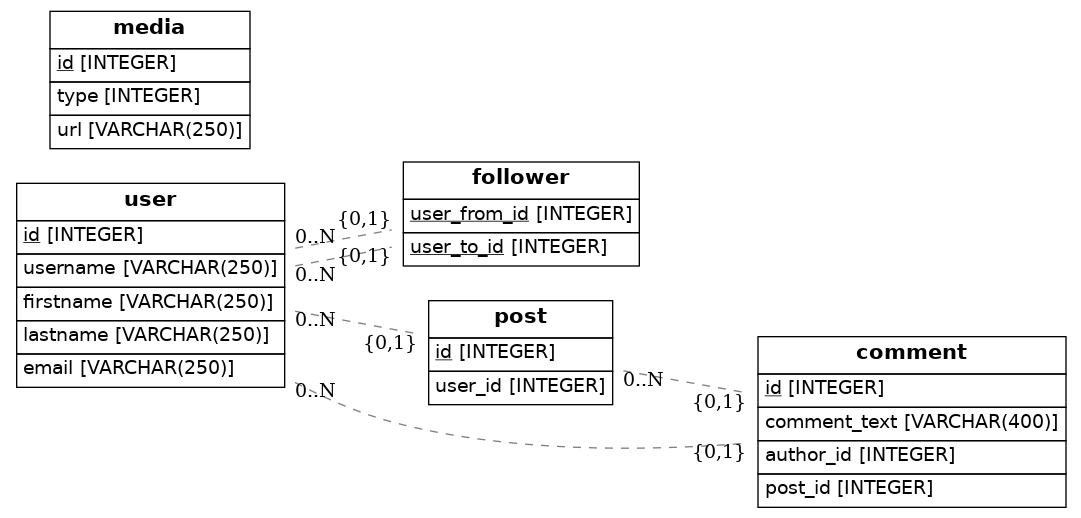 media
id [INTEGER]
type [INTEGER]
url [VARCHAR(250)]
user
id [INTEGER]
username [VARCHAR(250)]
firstname [VARCHAR(250)]
lastname [VARCHAR(250)]
email [VARCHAR(250)]
0..N
{0,1}
0..N
{0,1}
0..N
{0,1}
0..N
{0,1}
follower
user_from_id [INTEGER]
user_to_id [INTEGER]
post
id [INTEGER]
user_id [INTEGER]
0..N
{0,1}
comment
id [INTEGER]
comment_text [VARCHAR(400)]
author_id [INTEGER]
post_id [INTEGER]